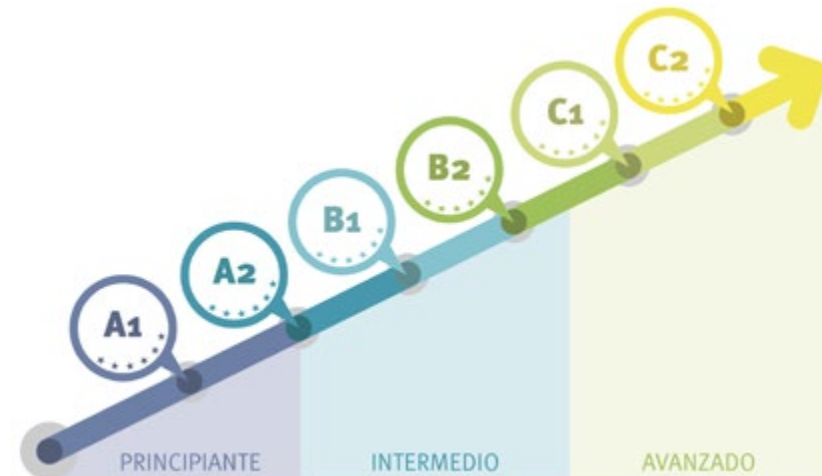 A1
A2
B1
B2
C1
C2
PRINCIPIANTE
INTERMEDIO
AVANZADO